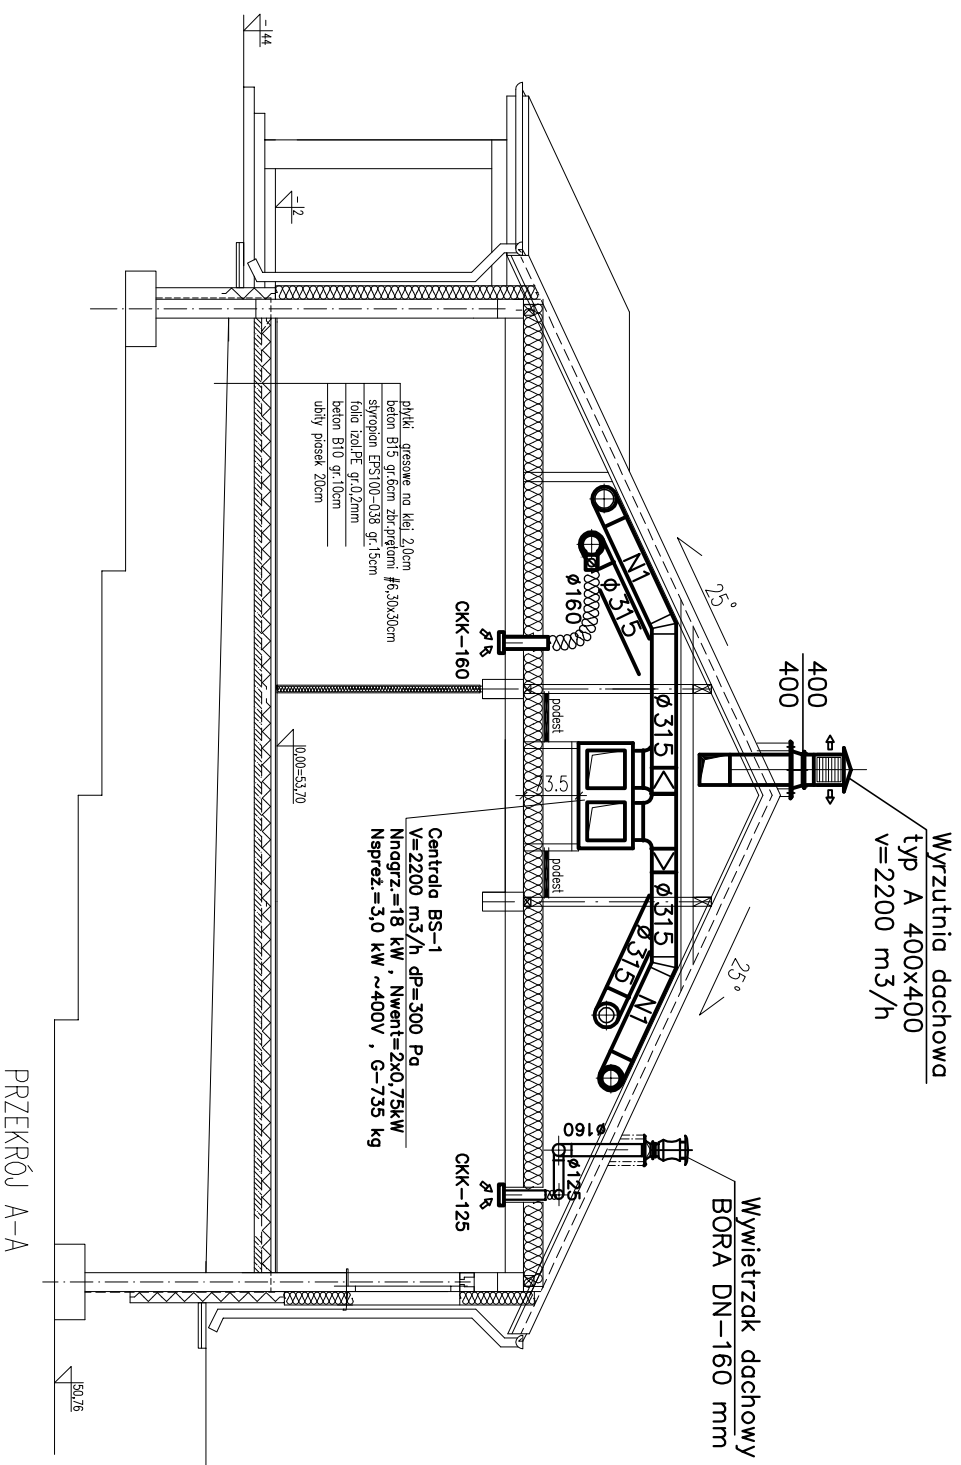 Wyrzutnia dachowa
typ A 400x400
v=2200 m3/h
400
400
Wywietrzak dachowy
BORA DN-160 mm
25°
25°
N1
ø315
ø160
ø315
ø315
ø315
N1
ø160
ø125
CKK-160
CKK-125
podest
podest
73.5
Centrala BS-1
V=2200 m3/h dP=300 Pa
Nnagrz.=18 kW , Nwent=2x0,75kW
Nspręż.=3,0 kW ~400V , G-735 kg
płytki gresowe na klej 2,0cm
beton B15 gr.6cm zbr.prętami #6,30x30cm
styropian EPS100-038 gr.15cm
folia izol.PE gr.0,2mm
beton B10 gr.10cm
ubity piasek 20cm
-44
-2
0,00=53,70
50,76
PRZEKRÓJ A-A